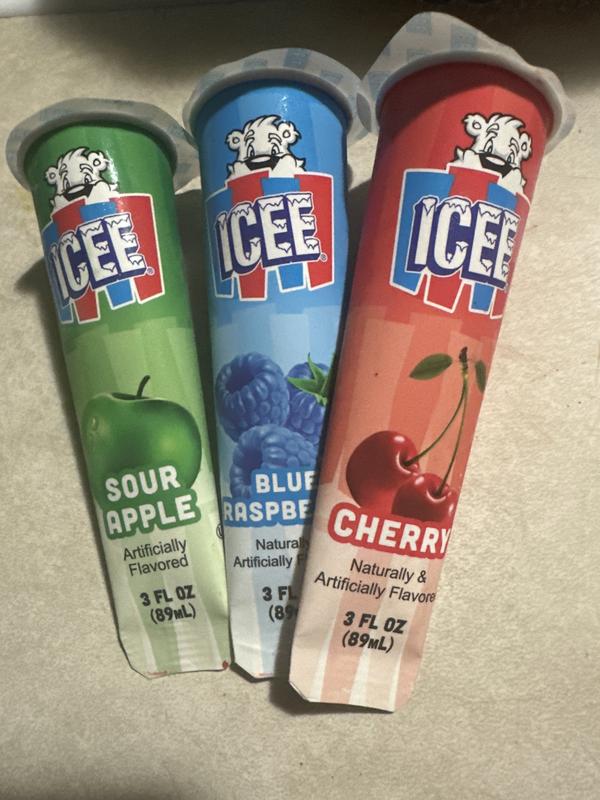 ICEE
SOUR
APPLE
Artificially
Flavored
3 FL OZ
(89mL)
ICEE
BLUE
Naturally
Artificially
3 FL
ICEE
CHERRY
Naturally &
Artificially
3 FL OZ
(89mL)